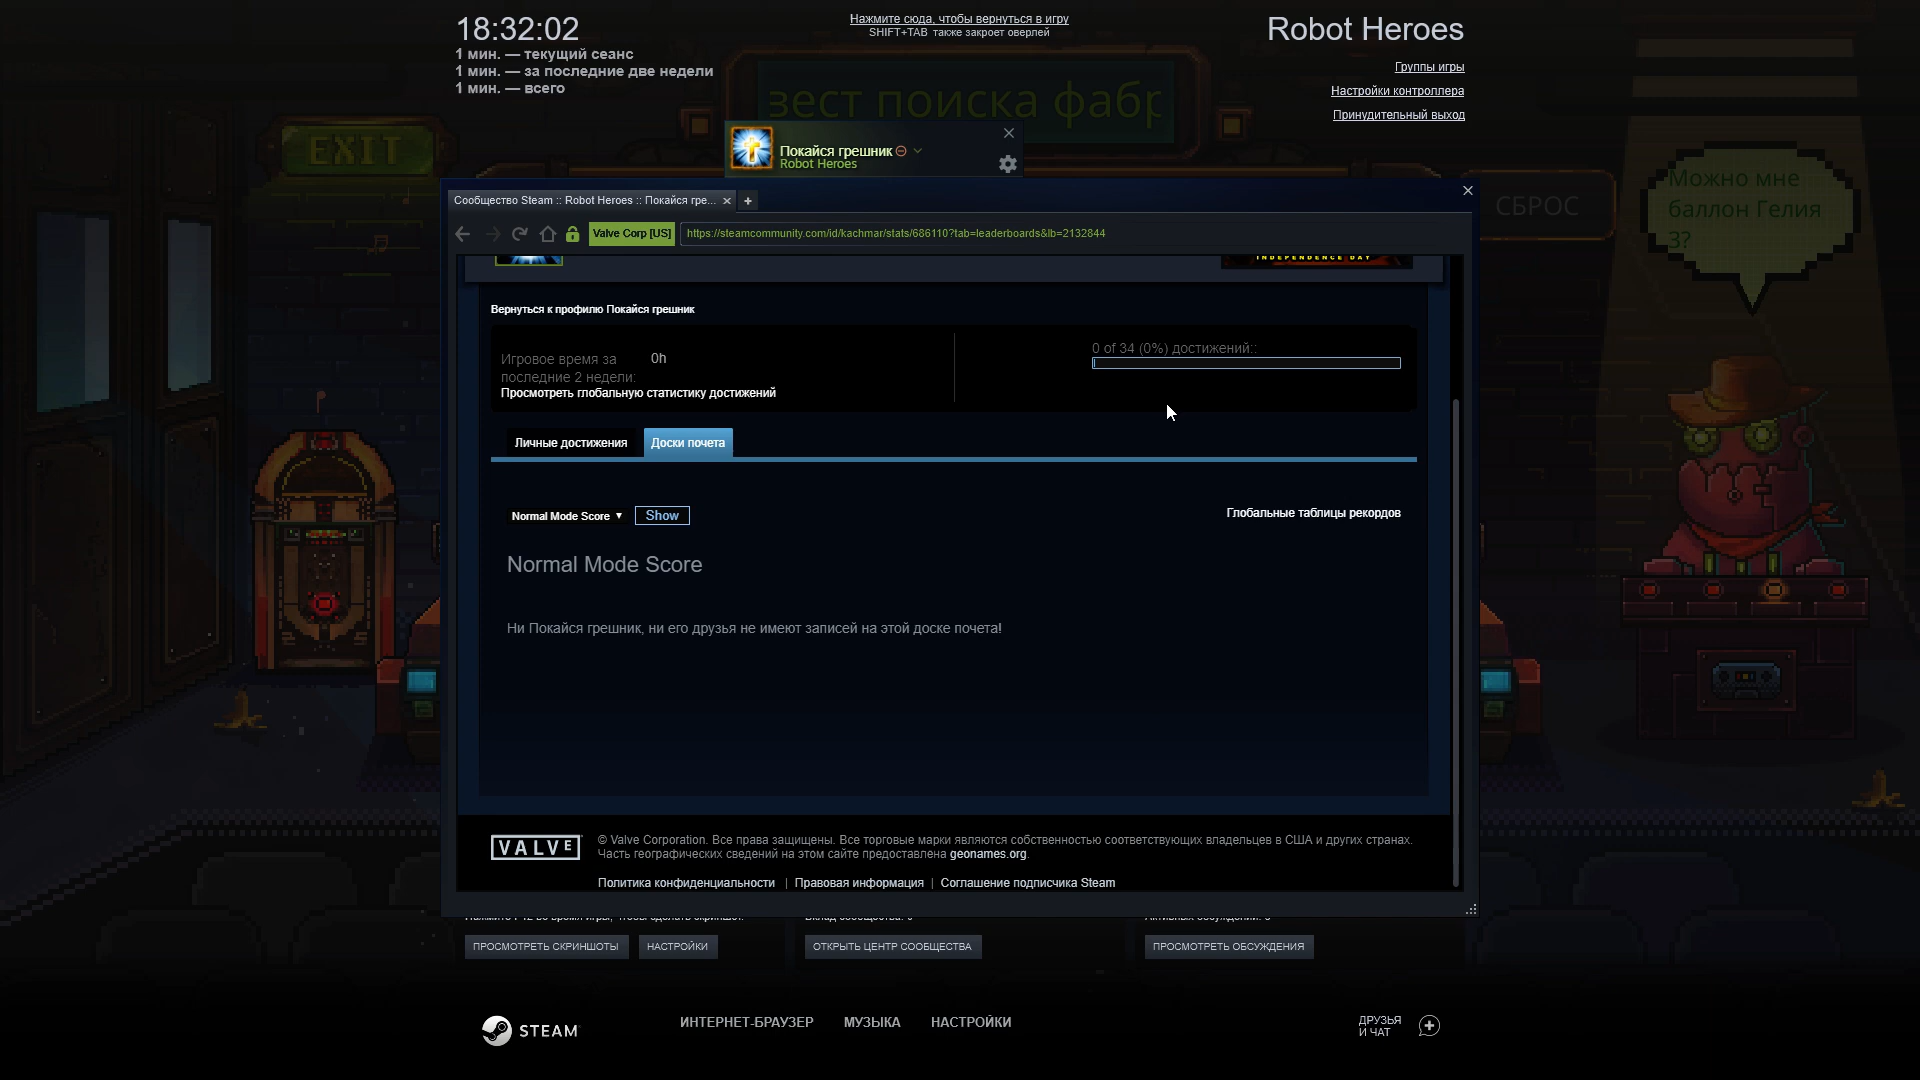 18:32:02
1 мин. — текущий сеанс
1 мин. — за последние две недели
1 мин. — всего
Нажмите сюда, чтобы вернуться в игру
SHIFT+TAB также закроет оверлей
Robot Heroes
Группы игры
Настройки контроллера
Принудительный выход
зест поиска фабр
EXIT
Покайся грешник
Robot Heroes
СБРОС
Можно мне
баллон Гелия
3?
Сообщество Steam :: Robot Heroes :: Покайся гре...
Valve Corp [US]
https://steamcommunity.com/id/kachmar/stats/686110?tab=leaderboards&lb=2132844
INDEPENDENCE DAY
Вернуться к профилю Покайся грешник
Игровое время за
последние 2 недели:
0h
Просмотреть глобальную статистику достижений
0 of 34 (0%) достижений::
Личные достижения
Доски почета
Normal Mode Score
Show
Глобальные таблицы рекордов
Normal Mode Score
Ни Покайся грешник, ни его друзья не имеют записей на этой доске почета!
VALVE
© Valve Corporation. Все права защищены. Все торговые марки являются собственностью соответствующих владельцев в США и других странах.
Часть географических сведений на этом сайте предоставлена geonames.org.
Политика конфиденциальности | Правовая информация | Соглашение подписчика Steam
ПРОСМОТРЕТЬ СКРИНШОТЫ
НАСТРОЙКИ
ОТКРЫТЬ ЦЕНТР СООБЩЕСТВА
ПРОСМОТРЕТЬ ОБСУЖДЕНИЯ
STEAM
ИНТЕРНЕТ-БРАУЗЕР
МУЗЫКА
НАСТРОЙКИ
ДРУЗЬЯ
И ЧАТ